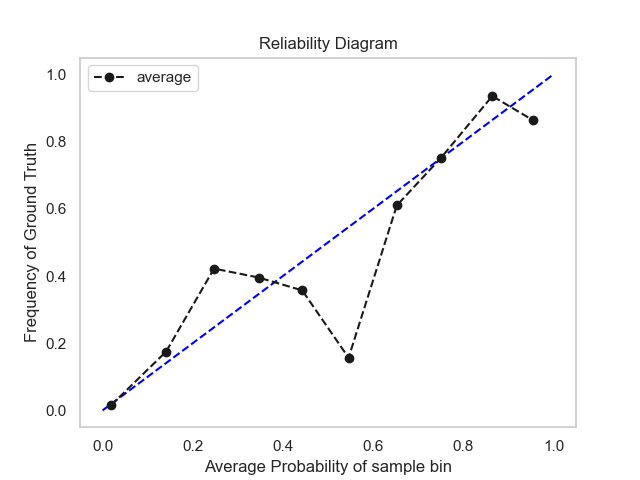 Reliability Diagram
average
Frequency of Ground Truth
1.0
0.8
0.6
0.4
0.2
0.0
0.0 0.2 0.4 0.6 0.8 1.0
Average Probability of sample bin